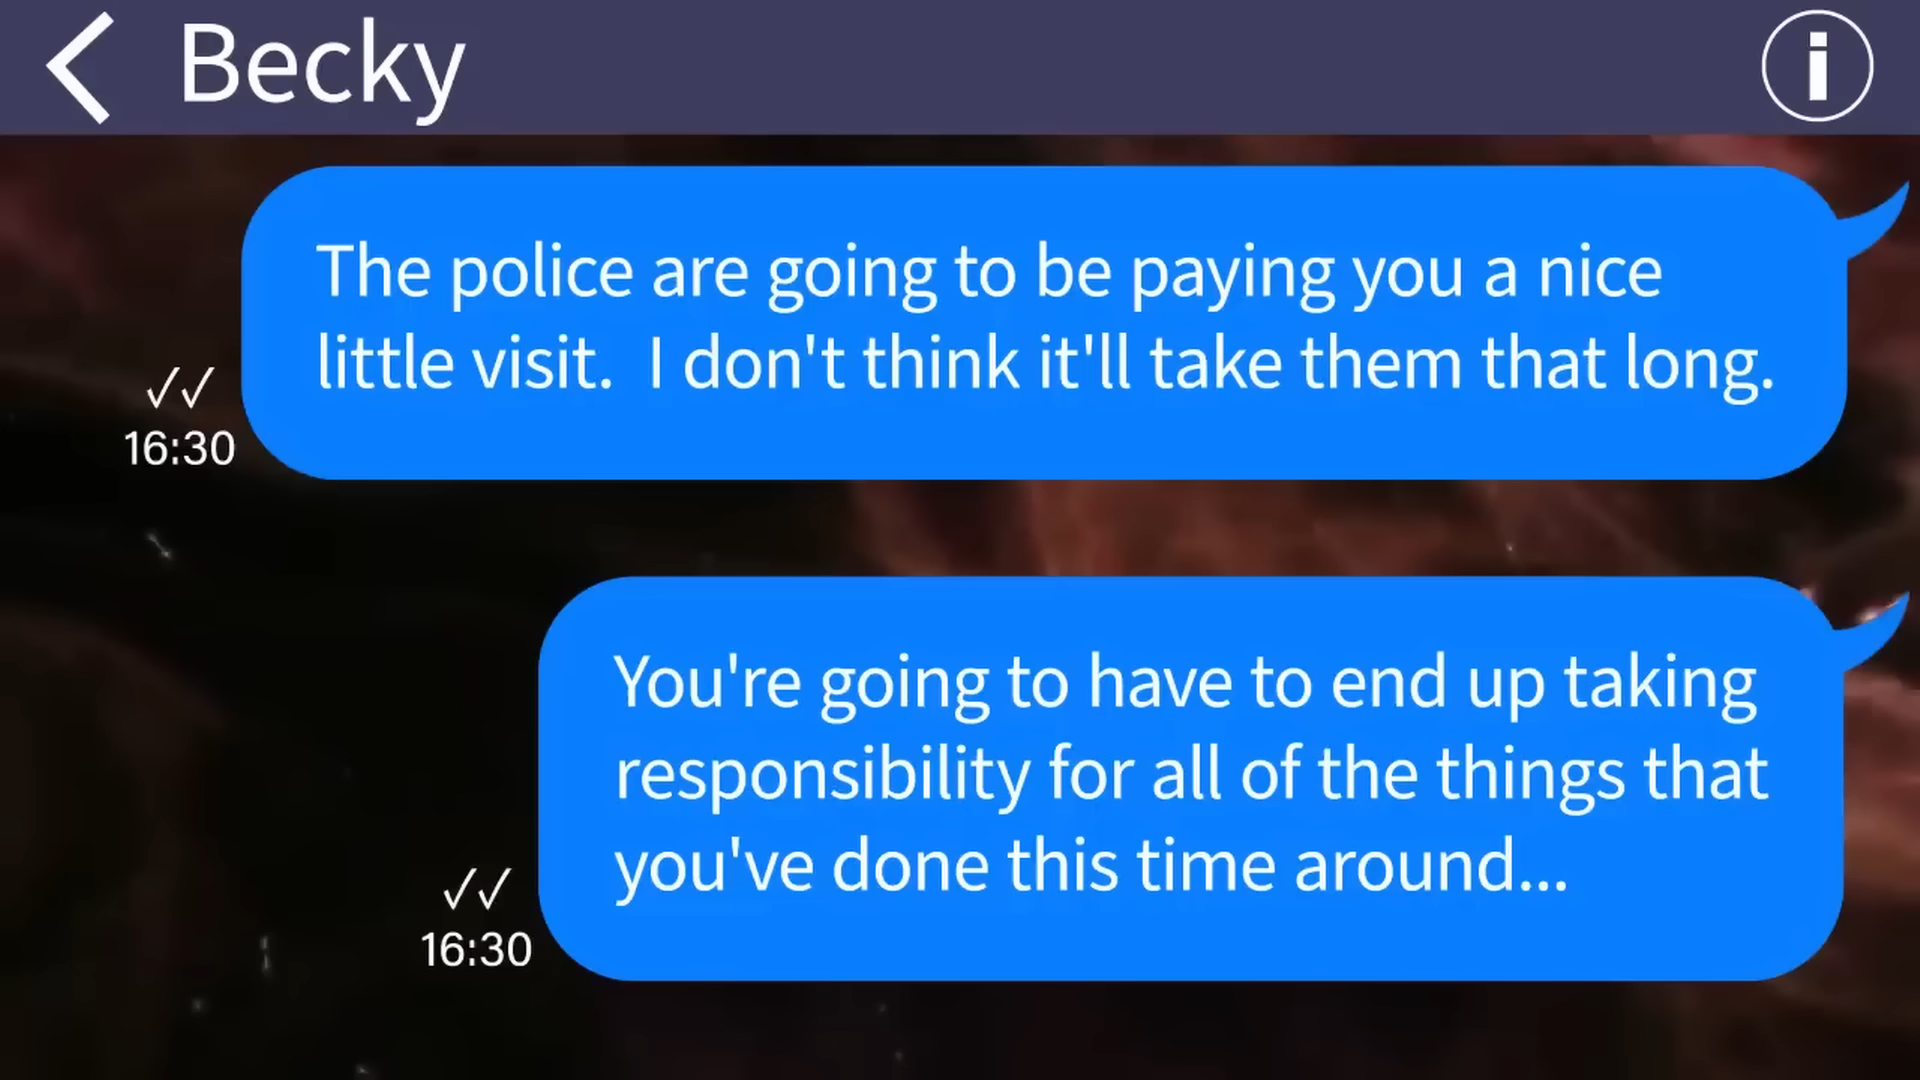 Becky
The police are going to be paying you a nice
little visit.  I don't think it'll take them that long.
✓✓
16:30
You're going to have to end up taking
responsibility for all of the things that
you've done this time around...
✓✓
16:30